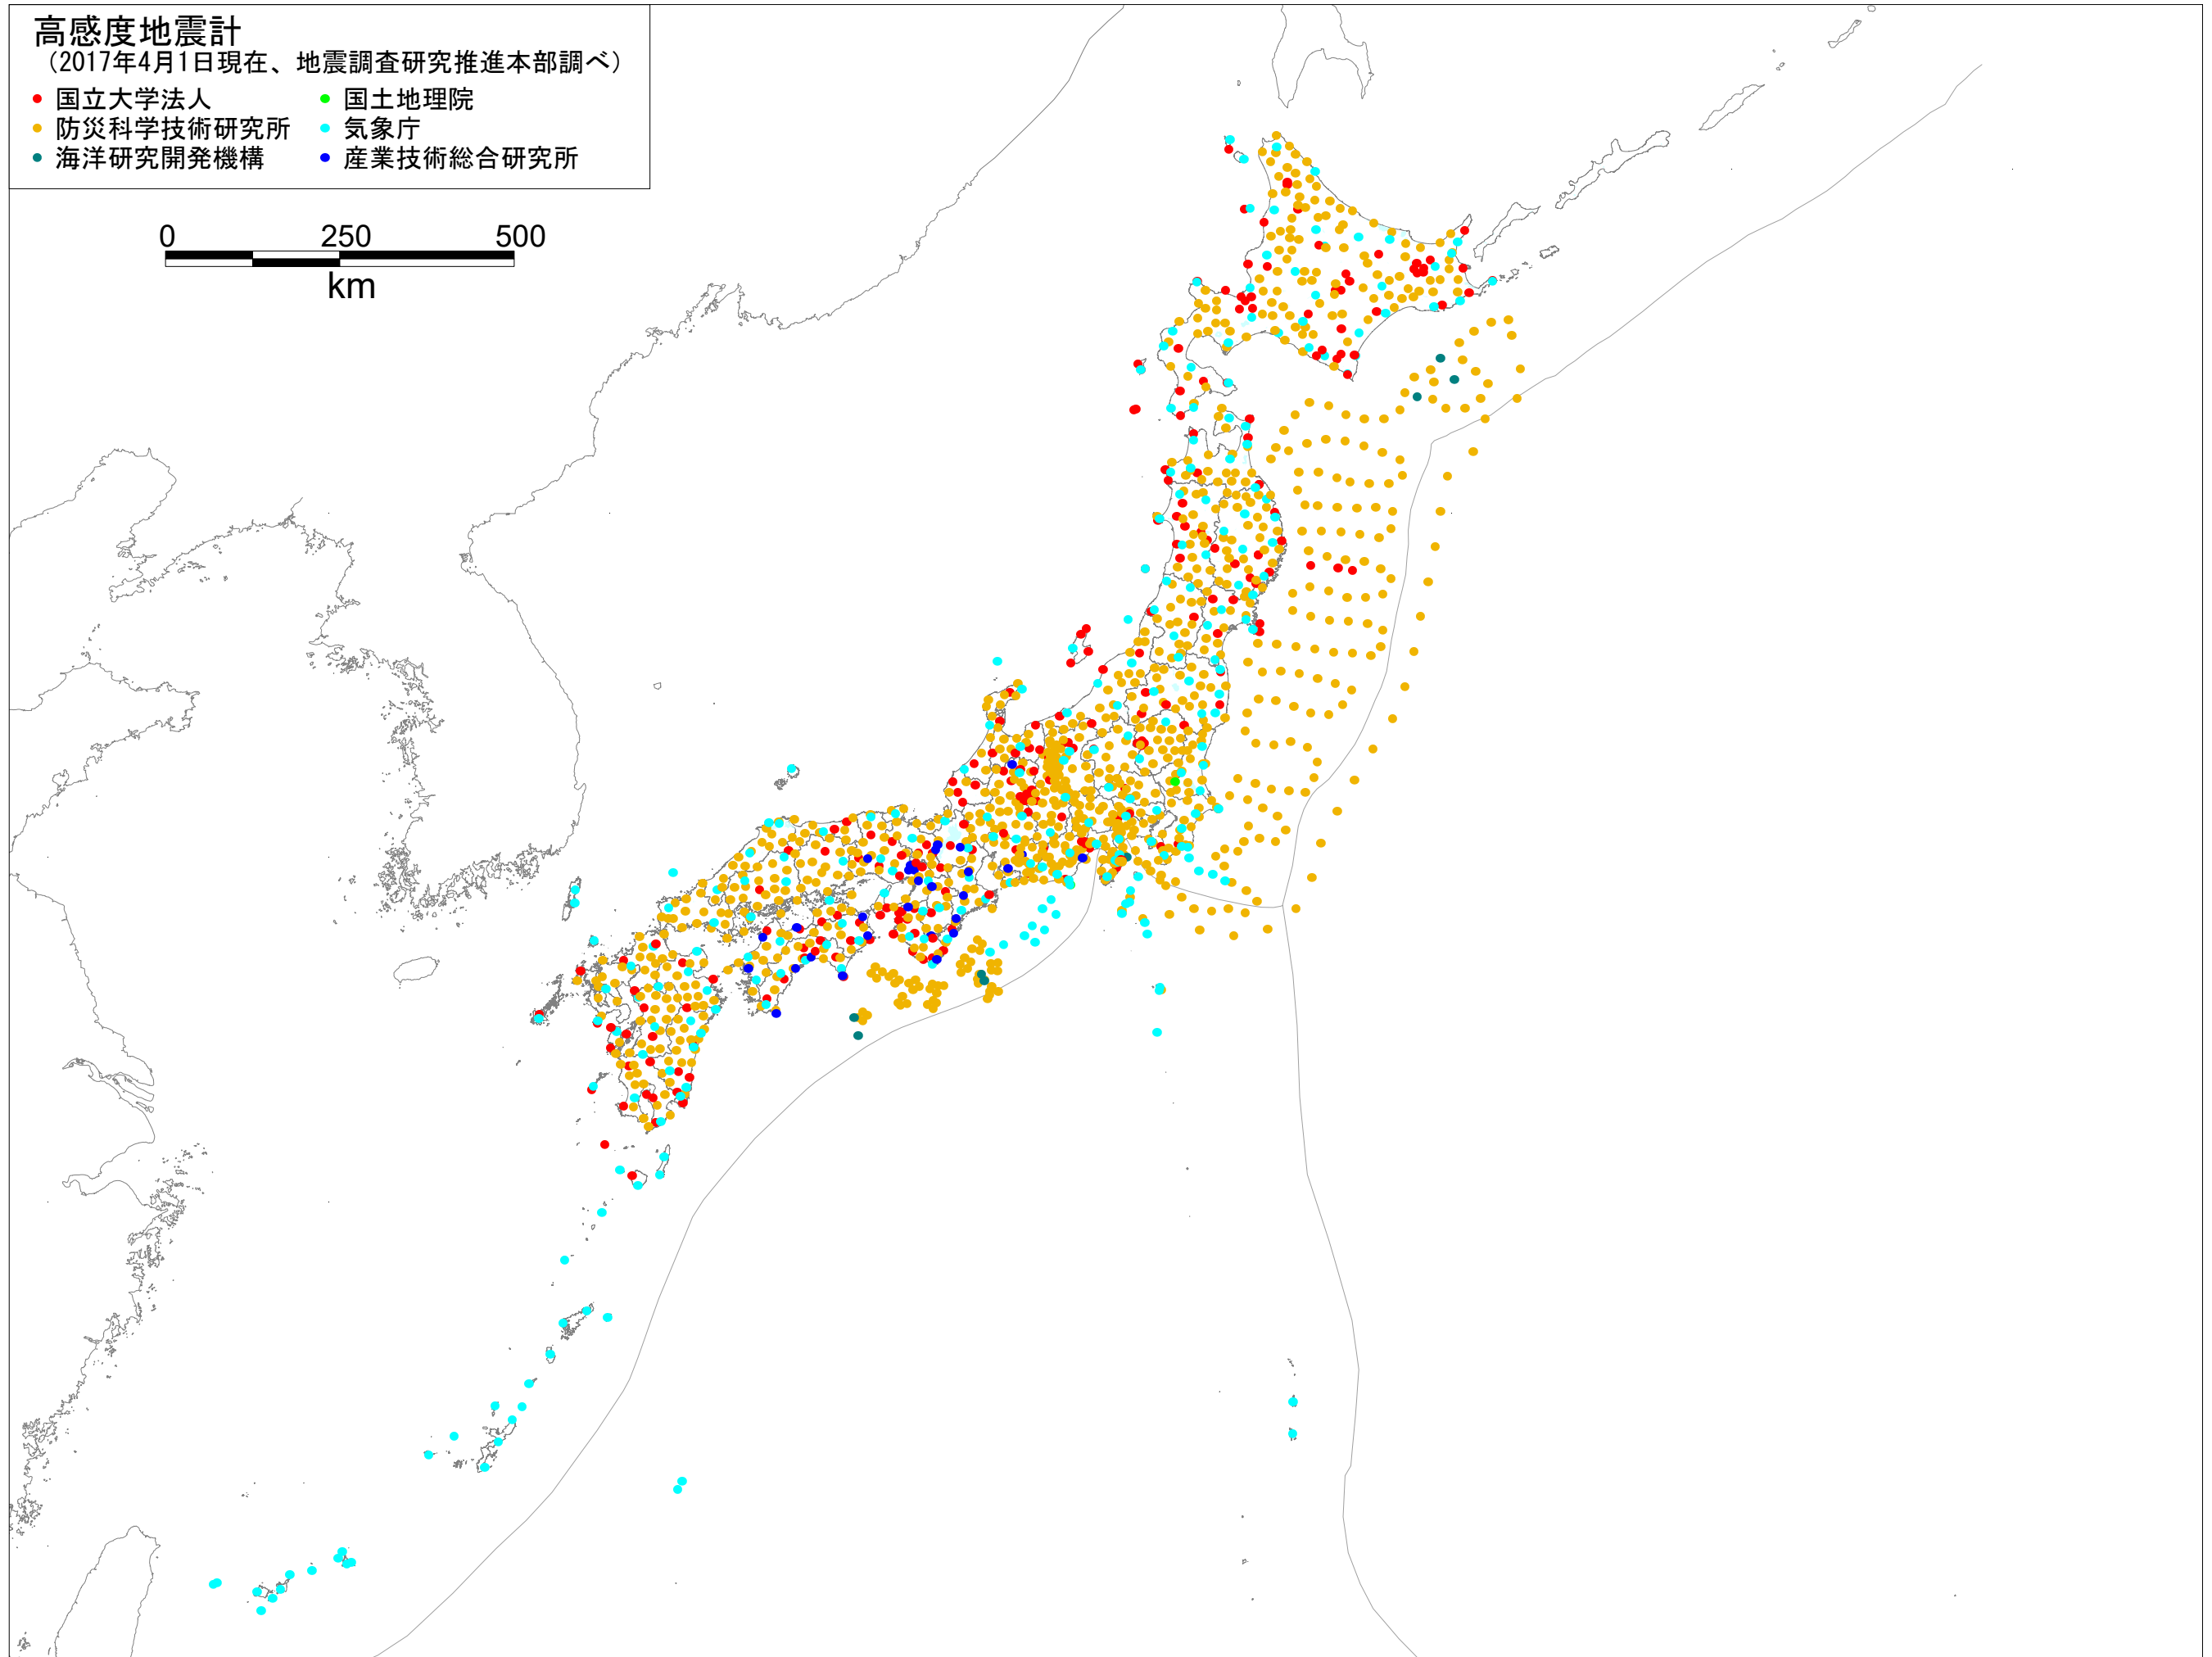 高感度地震計
（2017年4月1日現在、地震調査研究推進本部調べ）
国立大学法人
国土地理院
防災科学技術研究所
気象庁
海洋研究開発機構
産業技術総合研究所
0 250 500
km